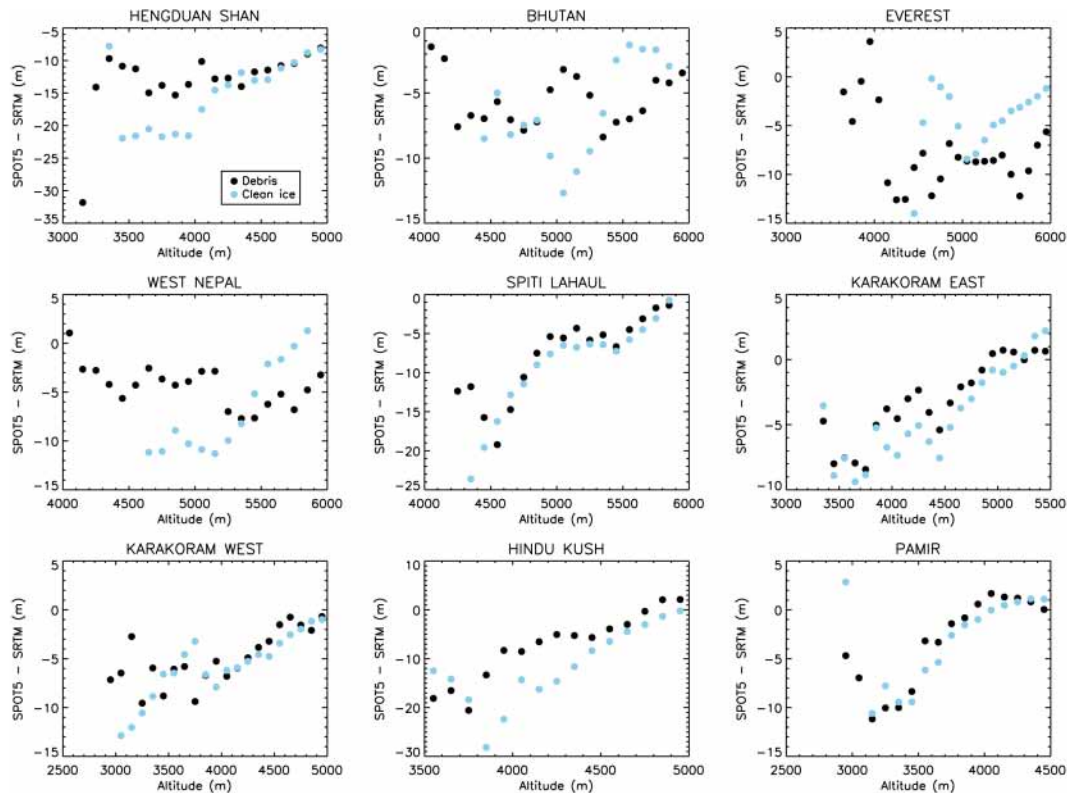 HENGDUAN SHAN
SPOT5 – SRTM (m)
−5
−10
−15
−20
−25
−30
−35
Debris
Clean ice
3000 3500 4000 4500 5000
Altitude (m)
BHUTAN
SPOT5 – SRTM (m)
0
−5
−10
−15
4000 4500 5000 5500 6000
Altitude (m)
EVEREST
SPOT5 – SRTM (m)
5
0
−5
−10
−15
3000 4000 5000 6000
Altitude (m)
WEST NEPAL
SPOT5 – SRTM (m)
5
0
−5
−10
−15
4000 4500 5000 5500 6000
Altitude (m)
SPITI LAHAUL
SPOT5 – SRTM (m)
0
−5
−10
−15
−20
−25
4000 4500 5000 5500 6000
Altitude (m)
KARAKORAM EAST
SPOT5 – SRTM (m)
5
0
−5
−10
3000 3500 4000 4500 5000 5500
Altitude (m)
KARAKORAM WEST
SPOT5 – SRTM (m)
5
0
−5
−10
−15
2500 3000 3500 4000 4500 5000
Altitude (m)
HINDU KUSH
SPOT5 – SRTM (m)
10
0
−10
−20
−30
3500 4000 4500 5000
Altitude (m)
PAMIR
SPOT5 – SRTM (m)
5
0
−5
−10
−15
2500 3000 3500 4000 4500
Altitude (m)